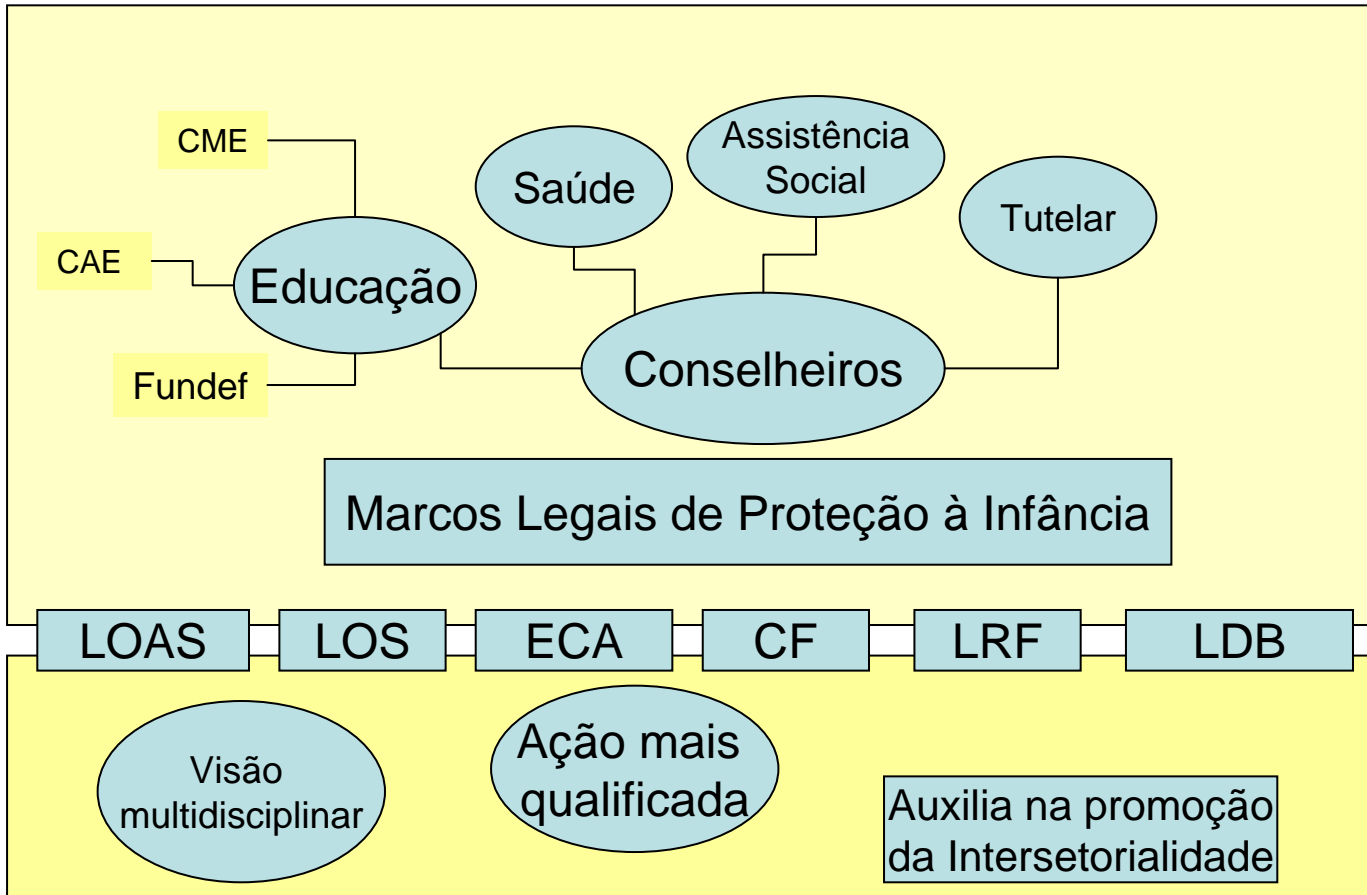 CME
CAE
Fundef
Educação
Saúde
Assistência
Social
Tutelar
Conselheiros
Marcos Legais de Proteção à Infância
LOAS
LOS
ECA
CF
LRF
LDB
Visão
multidisciplinar
Ação mais
qualificada
Auxilia na promoção
da Intersetorialidade